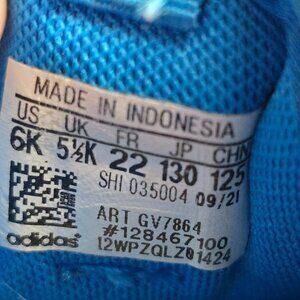 MADE IN INDONESIA
US UK FR JP CHN
6K 5½K 22 130 125
SHI 035004 09/21
ART GV7864
#128467100
adidas
12WPZQLZ01424